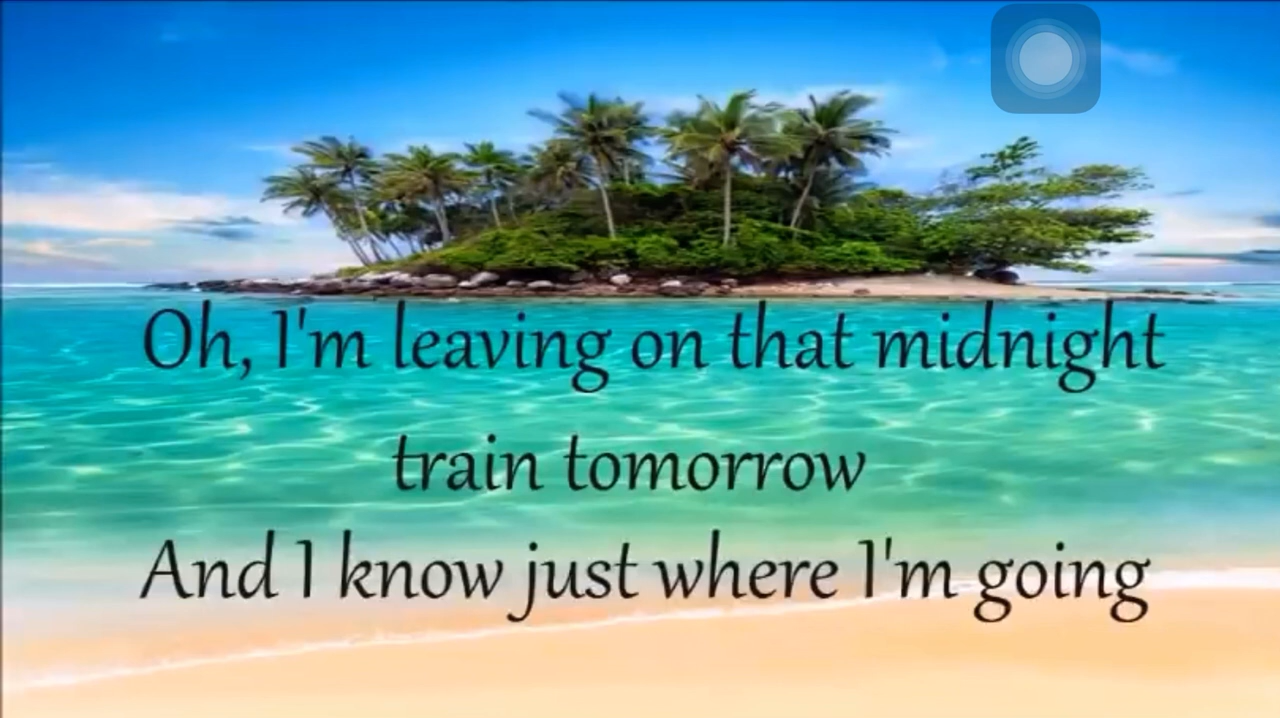 Oh, I'm leaving on that midnight
train tomorrow
And I know just where I'm going